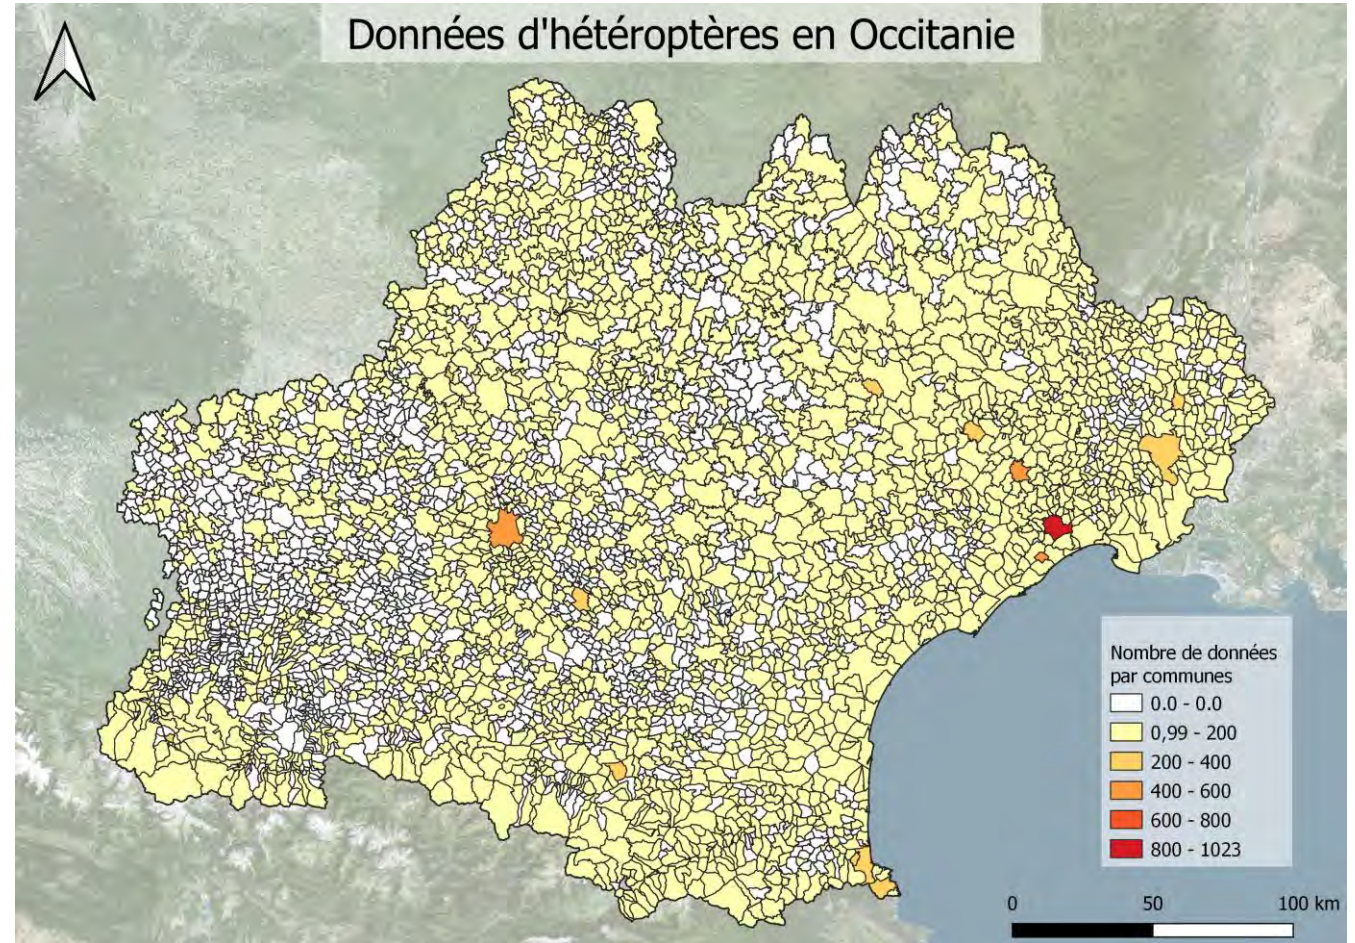 Données d'hétéroptères en Occitanie
Nombre de données
par communes
0.0 - 0.0
0,99 - 200
200 - 400
400 - 600
600 - 800
800 - 1023
0 50 100 km